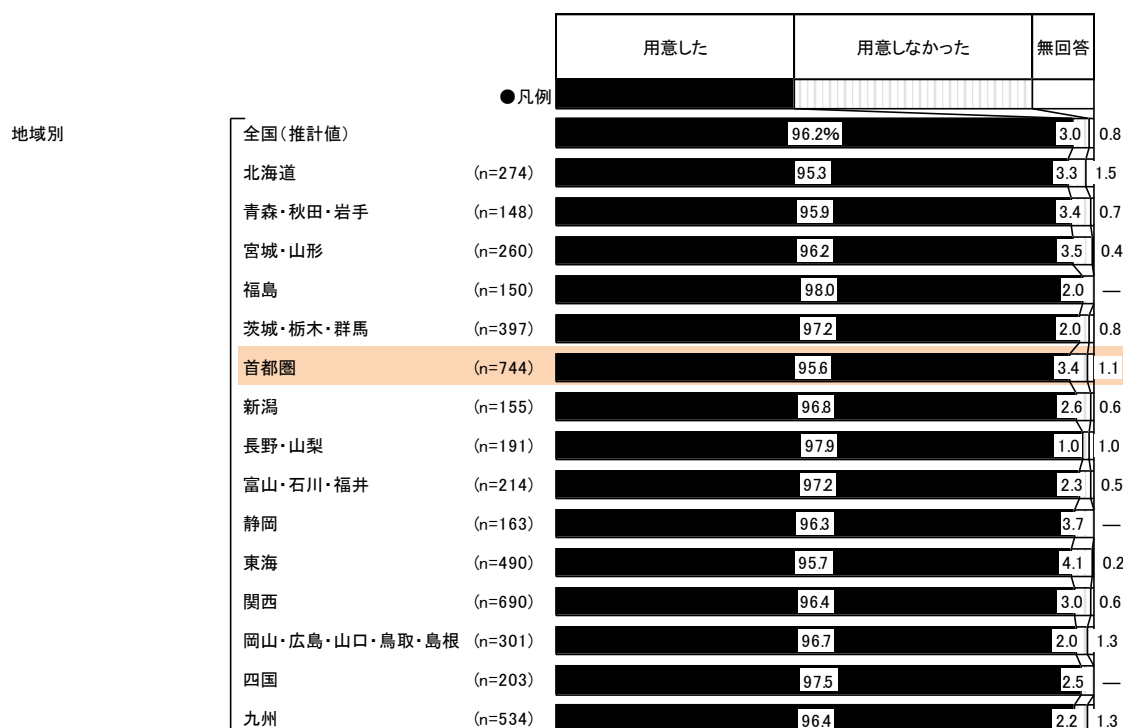 用意した 用意しなかった 無回答
●凡例
地域別 全国(推計値) 96.2% 3.0 0.8
北海道 (n=274) 95.3 3.3 1.5
青森・秋田・岩手 (n=148) 95.9 3.4 0.7
宮城・山形 (n=260) 96.2 3.5 0.4
福島 (n=150) 98.0 2.0 ―
茨城・栃木・群馬 (n=397) 97.2 2.0 0.8
首都圏 (n=744) 95.6 3.4 1.1
新潟 (n=155) 96.8 2.6 0.6
長野・山梨 (n=191) 97.9 1.0 1.0
富山・石川・福井 (n=214) 97.2 2.3 0.5
静岡 (n=163) 96.3 3.7 ―
東海 (n=490) 95.7 4.1 0.2
関西 (n=690) 96.4 3.0 0.6
岡山・広島・山口・鳥取・島根 (n=301) 96.7 2.0 1.3
四国 (n=203) 97.5 2.5 ―
九州 (n=534) 96.4 2.2 1.3